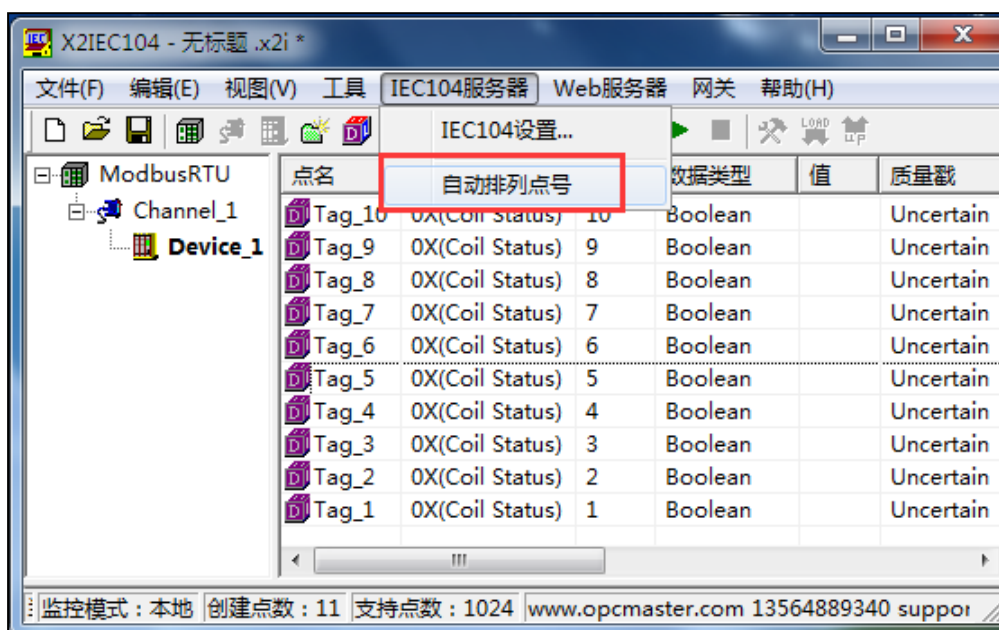 X2IEC104 - 无标题 .x2i *
文件(F) 编辑(E) 视图(V) 工具 IEC104服务器 Web服务器 网关 帮助(H)
IEC104设置...
自动排列点号
ModbusRTU
Channel_1
Device_1
点名 数据类型 值 质量戳
Tag_10 0X(Coil Status) 10 Boolean Uncertain
Tag_9 0X(Coil Status) 9 Boolean Uncertain
Tag_8 0X(Coil Status) 8 Boolean Uncertain
Tag_7 0X(Coil Status) 7 Boolean Uncertain
Tag_6 0X(Coil Status) 6 Boolean Uncertain
Tag_5 0X(Coil Status) 5 Boolean Uncertain
Tag_4 0X(Coil Status) 4 Boolean Uncertain
Tag_3 0X(Coil Status) 3 Boolean Uncertain
Tag_2 0X(Coil Status) 2 Boolean Uncertain
Tag_1 0X(Coil Status) 1 Boolean Uncertain
监控模式：本地 创建点数：11 支持点数：1024 www.opcmaster.com 13564889340